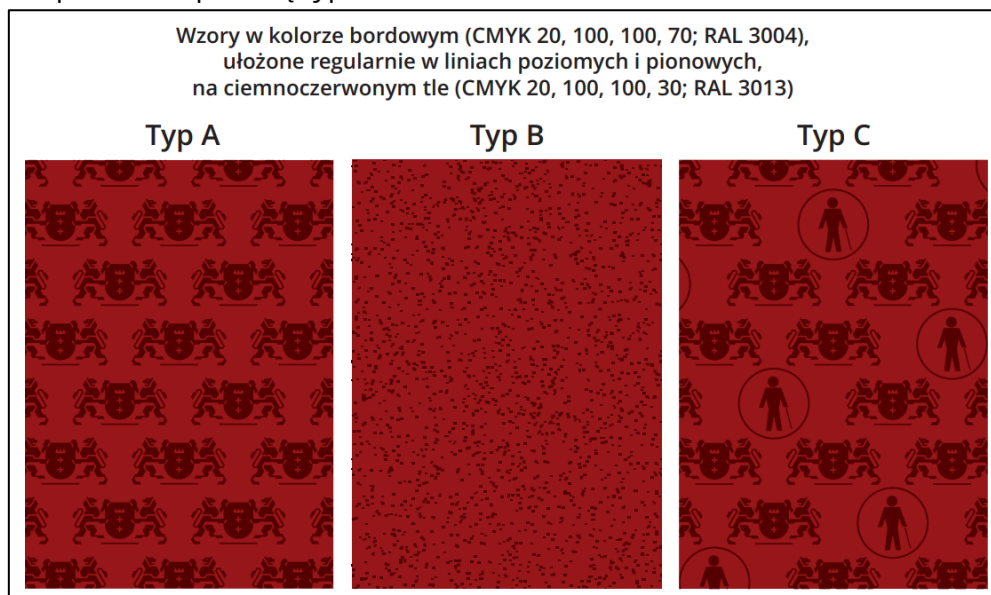 Wzory w kolorze bordowym (CMYK 20, 100, 100, 70; RAL 3004),
ułożone regularnie w liniach poziomych i pionowych,
na ciemnoczerwonym tle (CMYK 20, 100, 100, 30; RAL 3013)
Typ A
Typ B
Typ C